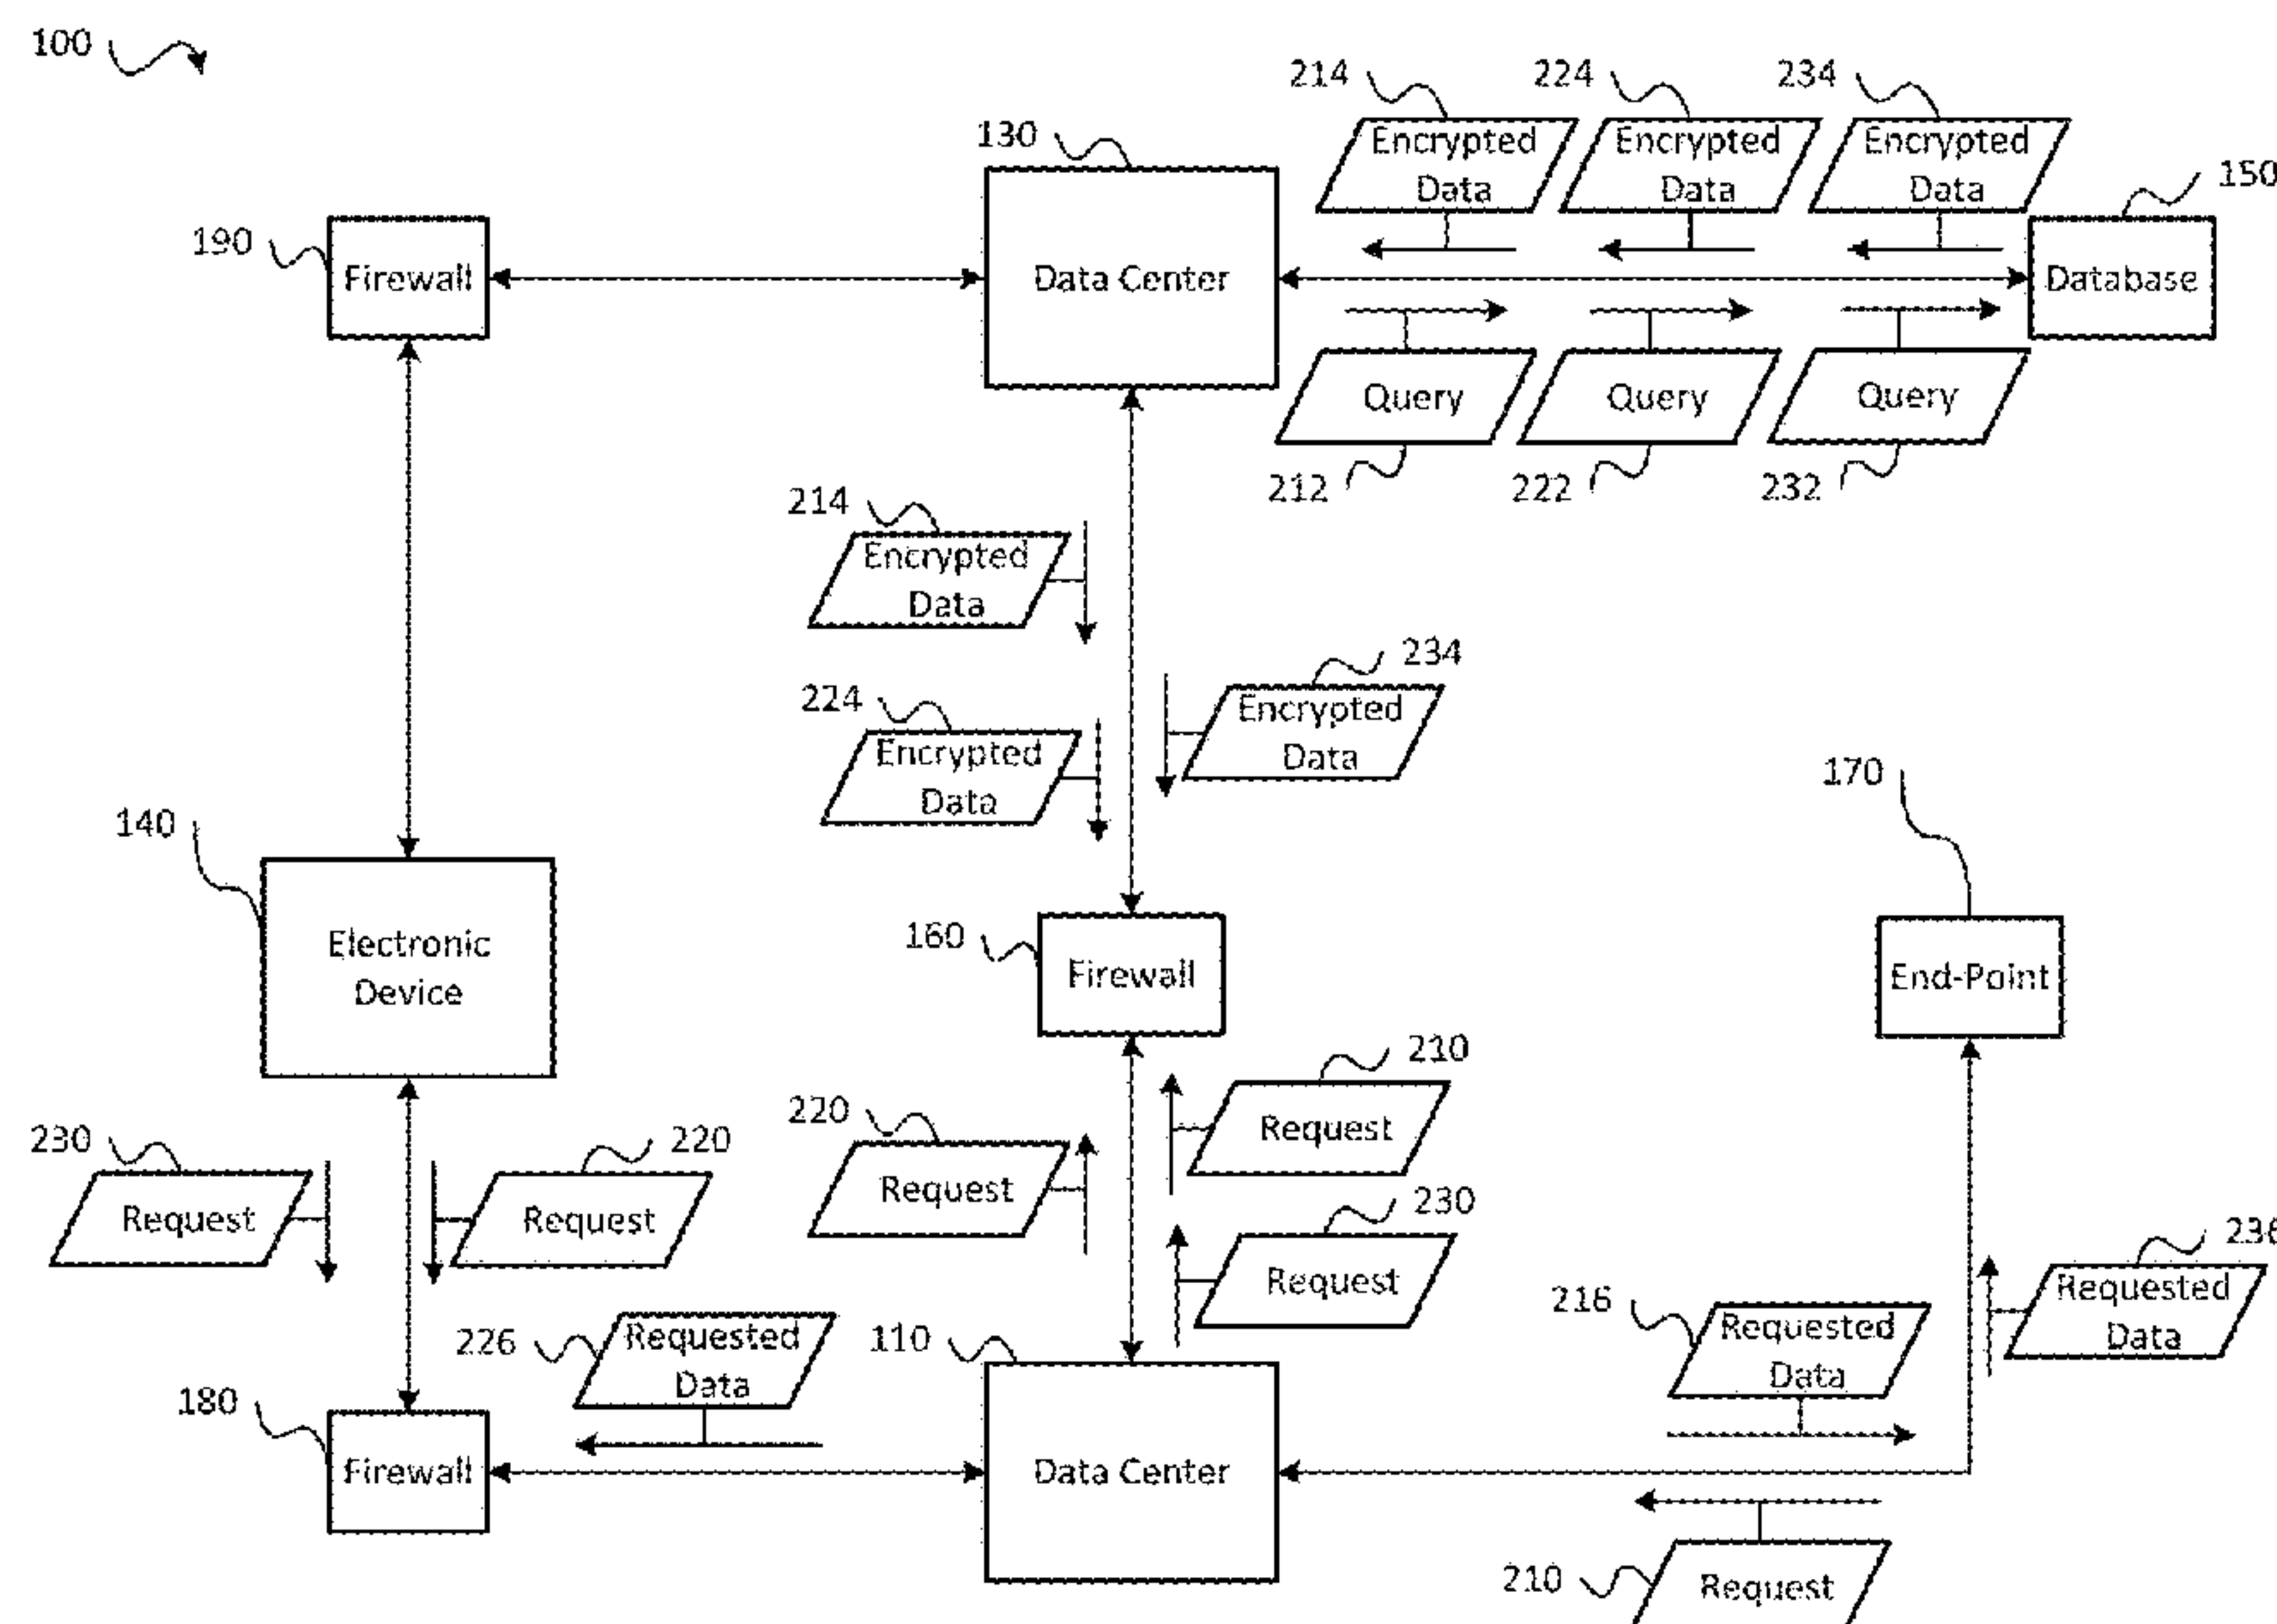 100
214
224
234
130
Encrypted
Data
Encrypted
Data
Encrypted
Data
150
190
Firewall
Data Center
Database
Query
Query
Query
212
222
232
214
Encrypted
Data
234
Encrypted
Data
224
Encrypted
Data
170
140
Electronic
Device
160
Firewall
End-Point
210
Request
220
Request
230
Request
220
Request
230
Request
236
Requested
Data
216
Requested
Data
226
Requested
Data
110
180
Firewall
Data Center
210
Request